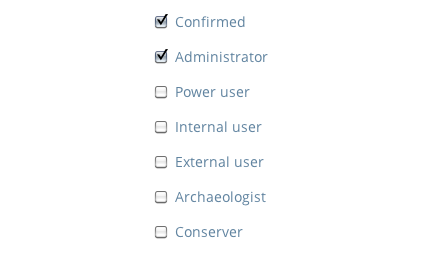 Confirmed
Administrator
Power user
Internal user
External user
Archaeologist
Conserver